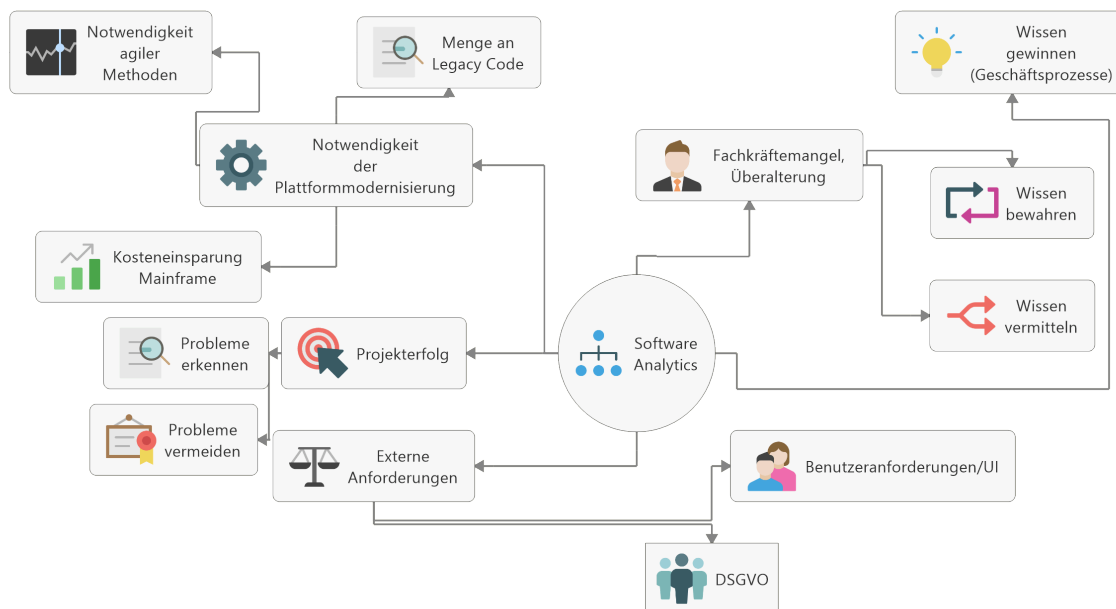 Notwendigkeit
agiler
Methoden
Menge an
Legacy Code
Wissen
gewinnen
(Geschäftsprozesse)
Notwendigkeit
der
Plattformmodernisierung
Fachkräftemangel,
Überalterung
Wissen
bewahren
Kosteneinsparung
Mainframe
Wissen
vermitteln
Probleme
erkennen
Projekterfolg
Software
Analytics
Probleme
vermeiden
Externe
Anforderungen
Benutzeranforderungen/UI
DSGVO